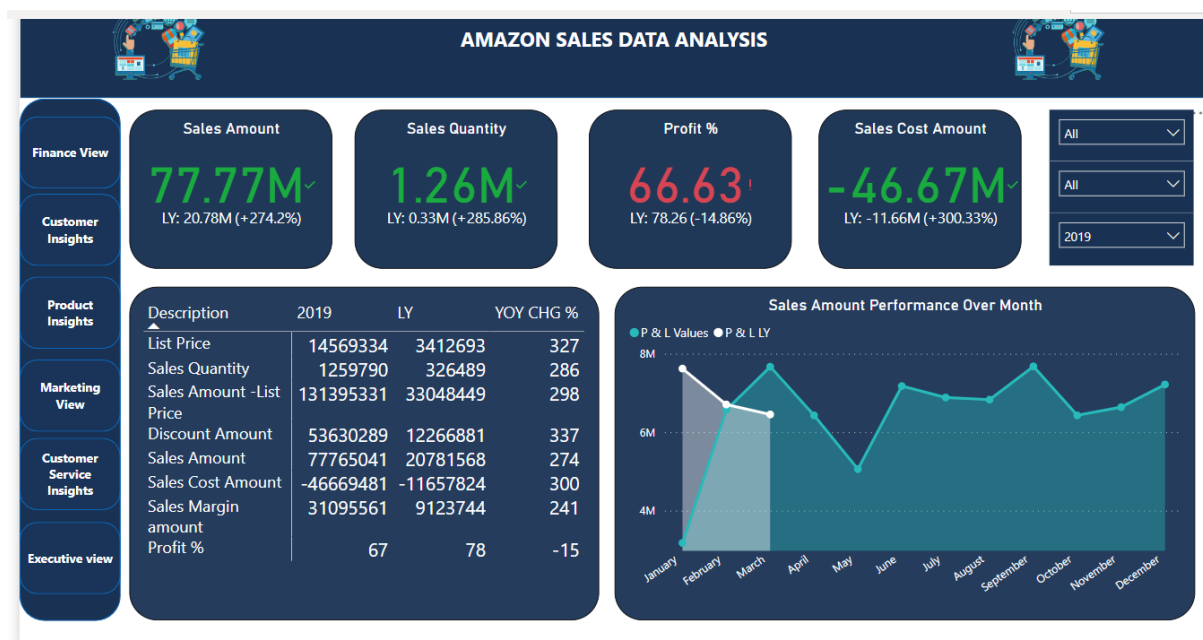 AMAZON SALES DATA ANALYSIS
Finance View
Customer
Insights
Product
Insights
Marketing
View
Customer
Service
Insights
Executive view
Sales Amount
77.77M
LY: 20.78M (+274.2%)
Sales Quantity
1.26M
LY: 0.33M (+285.86%)
Profit %
66.63!
LY: 78.26 (-14.86%)
Sales Cost Amount
-46.67M
LY: -11.66M (+300.33%)
All
All
2019
Description 2019 LY YOY CHG %
List Price 14569334 3412693 327
Sales Quantity 1259790 326489 286
Sales Amount -List
Price 131395331 33048449 298
Discount Amount 53630289 12266881 337
Sales Amount 77765041 20781568 274
Sales Cost Amount -46669481 -11657824 300
Sales Margin
amount 31095561 9123744 241
Profit % 67 78 -15
Sales Amount Performance Over Month
P & L Values P & L LY
8M
6M
4M
January February March April May June July August September October November December